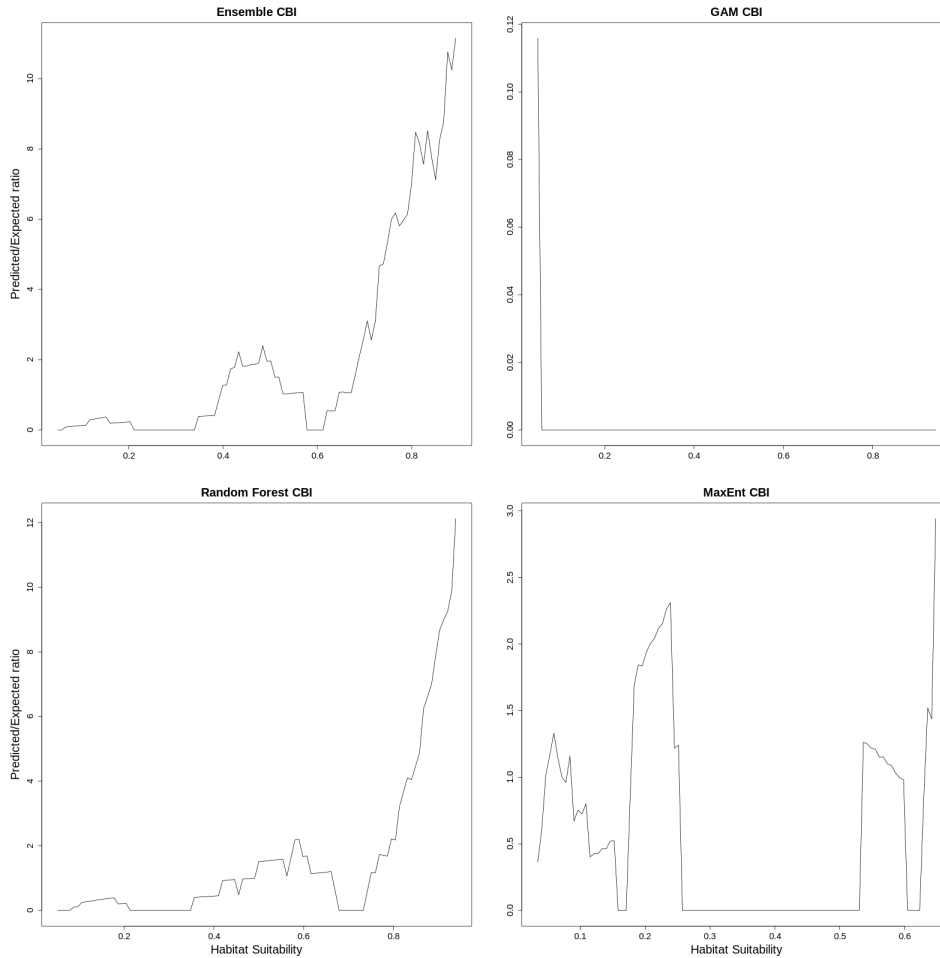 Ensemble CBI
Predicted/Expected ratio
0 2 4 6 8 10
0.2 0.4 0.6 0.8
GAM CBI
0.00 0.02 0.04 0.06 0.08 0.10 0.12
0.2 0.4 0.6 0.8
Random Forest CBI
Predicted/Expected ratio
0 2 4 6 8 10 12
0.2 0.4 0.6 0.8
Habitat Suitability
MaxEnt CBI
0.0 0.5 1.0 1.5 2.0 2.5 3.0
0.1 0.2 0.3 0.4 0.5 0.6
Habitat Suitability